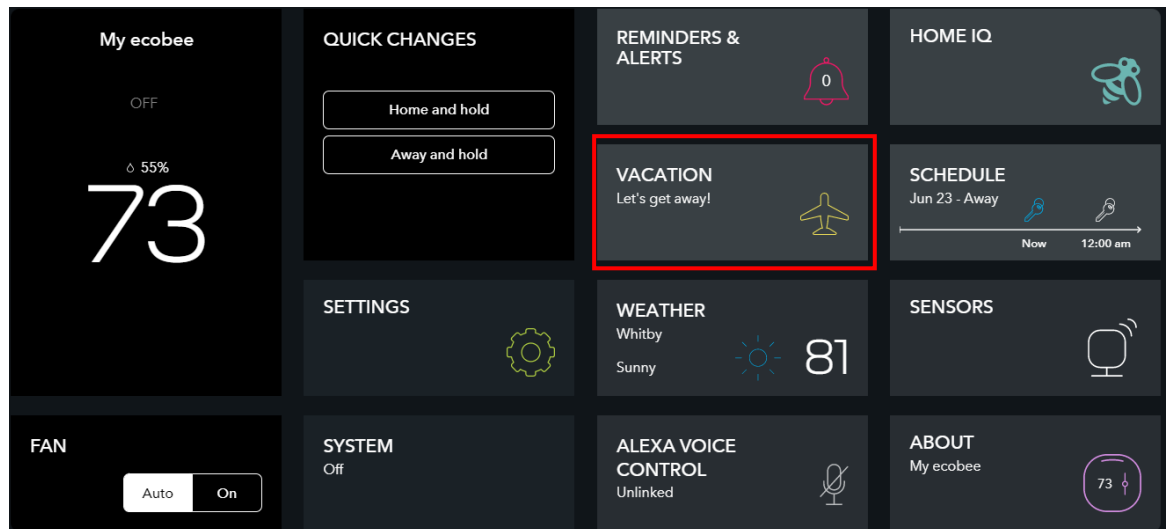 My ecobee
OFF
55%
73
FAN
Auto
On
QUICK CHANGES
Home and hold
Away and hold
SETTINGS
SYSTEM
Off
REMINDERS &
ALERTS
0
VACATION
Let's get away!
WEATHER
Whitby
Sunny
81
ALEXA VOICE
CONTROL
Unlinked
HOME IQ
SCHEDULE
Jun 23 - Away
Now
12:00 am
SENSORS
ABOUT
My ecobee
73